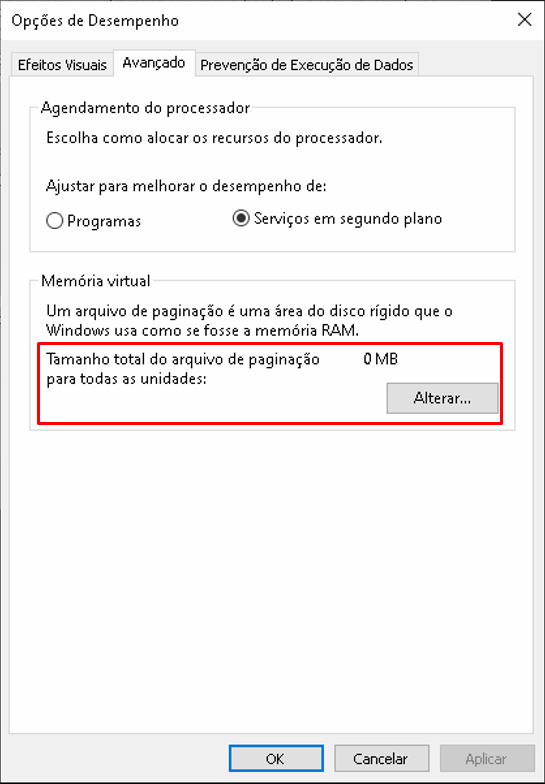 Opções de Desempenho
Efeitos Visuais
Avançado
Prevenção de Execução de Dados
Agendamento do processador
Escolha como alocar os recursos do processador.
Ajustar para melhorar o desempenho de:
Programas
Serviços em segundo plano
Memória virtual
Um arquivo de paginação é uma área do disco rígido que o
Windows usa como se fosse a memória RAM.
Tamanho total do arquivo de paginação 0 MB
para todas as unidades:
Alterar...
OK
Cancelar
Aplicar